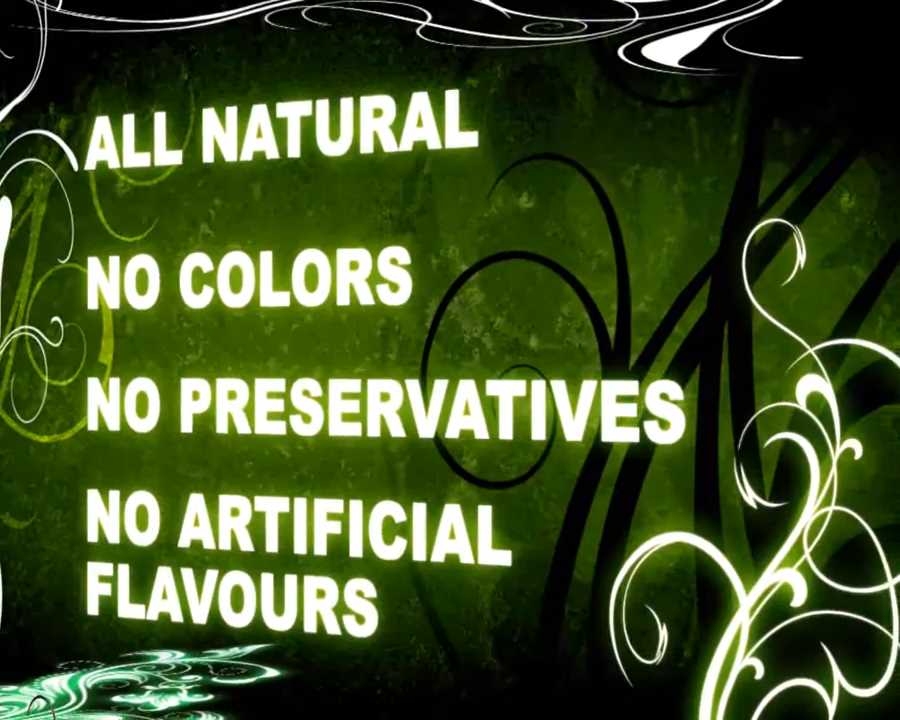 ALL NATURAL
NO COLORS
NO PRESERVATIVES
NO ARTIFICIAL
FLAVOURS